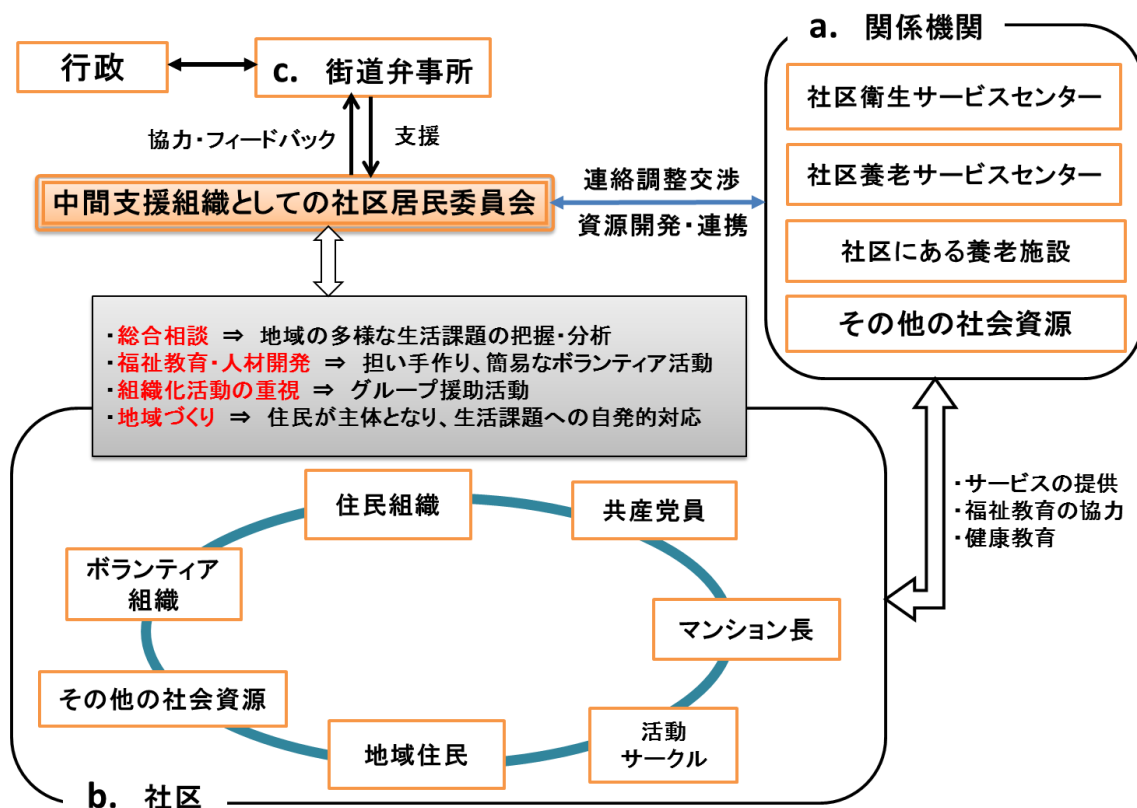 行政
c. 街道弁事所
協力・フィードバック
支援
中間支援組織としての社区居民委員会
連絡調整交渉
資源開発・連携
a. 関係機関
社区衛生サービスセンター
社区養老サービスセンター
社区にある養老施設
その他の社会資源
・総合相談 ⇒ 地域の多様な生活課題の把握・分析
・福祉教育・人材開発 ⇒ 担い手作り、簡易なボランティア活動
・組織化活動の重視 ⇒ グループ援助活動
・地域づくり ⇒ 住民が主体となり、生活課題への自発的対応
・サービスの提供
・福祉教育の協力
・健康教育
住民組織
共産党員
ボランティア
組織
マンション長
その他の社会資源
地域住民
活動
サークル
b. 社区